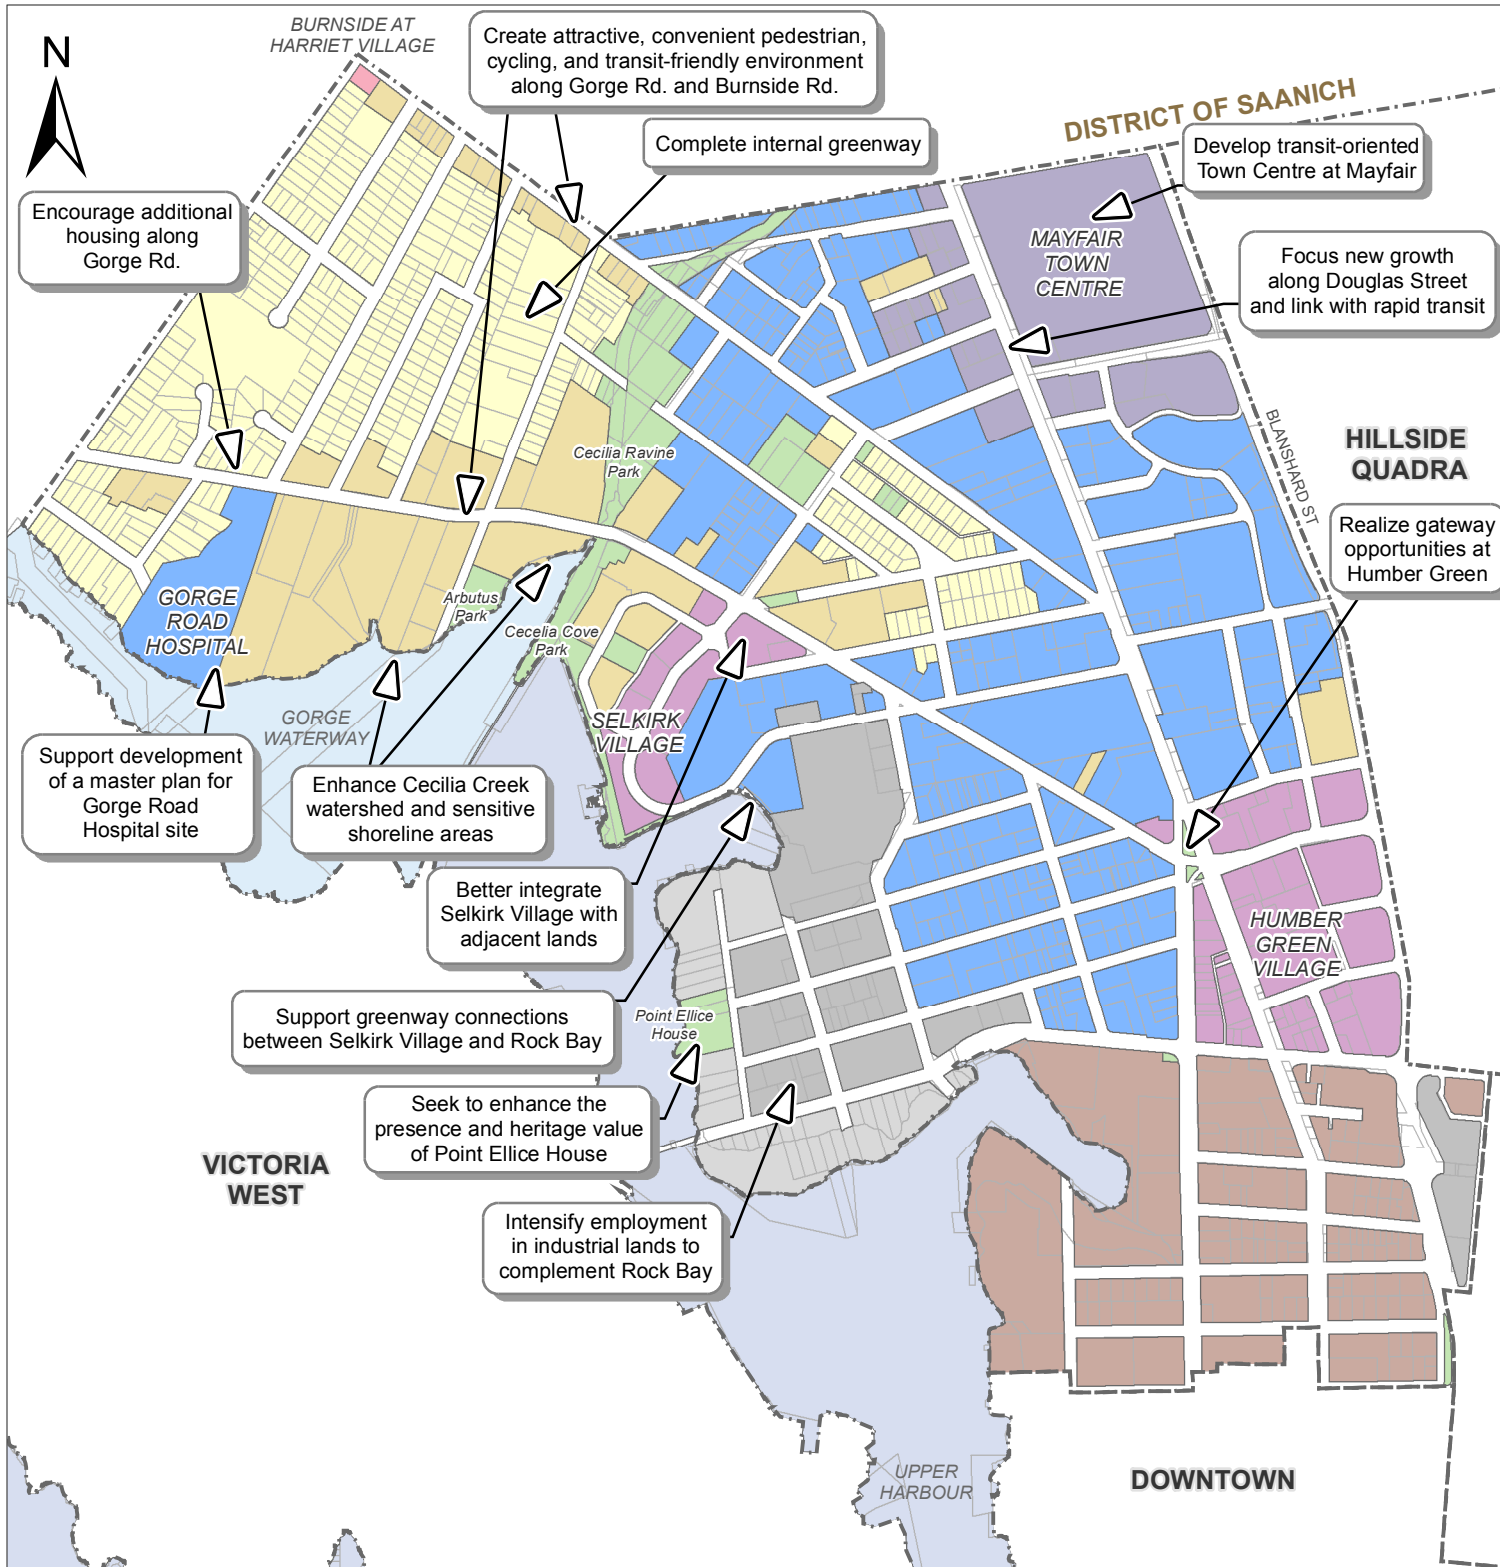 BURNSIDE AT
HARRIET VILLAGE
N
Create attractive, convenient pedestrian,
cycling, and transit-friendly environment
along Gorge Rd. and Burnside Rd.
DISTRICT OF SAANICH
Complete internal greenway
Develop transit-oriented
Town Centre at Mayfair
Encourage additional
housing along
Gorge Rd.
MAYFAIR
TOWN
CENTRE
Focus new growth
along Douglas Street
and link with rapid transit
BLANSHARD ST
HILLSIDE
QUADRA
Cecilia Ravine
Park
Realize gateway
opportunities at
Humber Green
GORGE
ROAD
HOSPITAL
Arbutus
Park
Cecelia Cove
Park
GORGE
WATERWAY
SELKIRK
VILLAGE
Support development
of a master plan for
Gorge Road
Hospital site
Enhance Cecilia Creek
watershed and sensitive
shoreline areas
Better integrate
Selkirk Village with
adjacent lands
HUMBER
GREEN
VILLAGE
Support greenway connections
between Selkirk Village and Rock Bay
Point Ellice
House
Seek to enhance the
presence and heritage value
of Point Ellice House
VICTORIA
WEST
Intensify employment
in industrial lands to
complement Rock Bay
UPPER
HARBOUR
DOWNTOWN